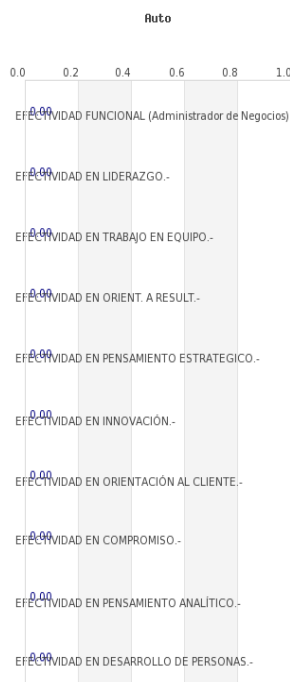 Auto
0.0 0.2 0.4 0.6 0.8 1.0
0.00
EFECTIVIDAD FUNCIONAL (Administrador de Negocios)
0.00
EFECTIVIDAD EN LIDERAZGO.-
0.00
EFECTIVIDAD EN TRABAJO EN EQUIPO.-
0.00
EFECTIVIDAD EN ORIENT. A RESULT.-
0.00
EFECTIVIDAD EN PENSAMIENTO ESTRATEGICO.-
0.00
EFECTIVIDAD EN INNOVACIÓN.-
0.00
EFECTIVIDAD EN ORIENTACIÓN AL CLIENTE.-
0.00
EFECTIVIDAD EN COMPROMISO.-
0.00
EFECTIVIDAD EN PENSAMIENTO ANALÍTICO.-
0.00
EFECTIVIDAD EN DESARROLLO DE PERSONAS.-